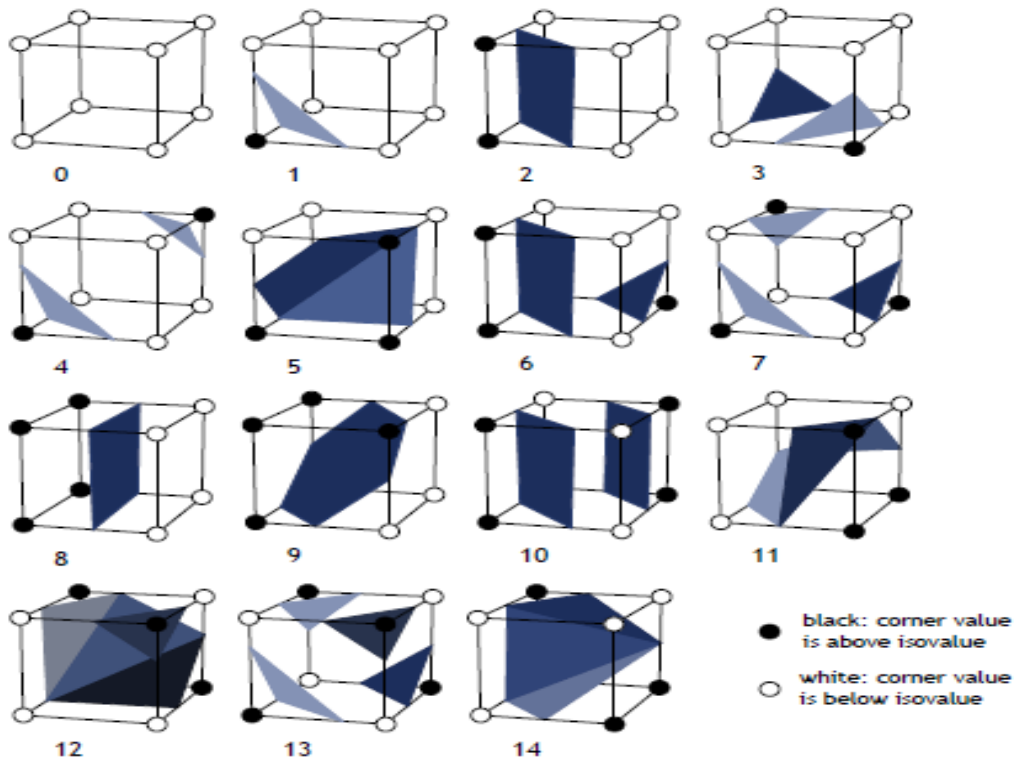 0 1 2 3
4 5 6 7
8 9 10 11
black: corner value
is above isovalue
white: corner value
is below isovalue
12 13 14